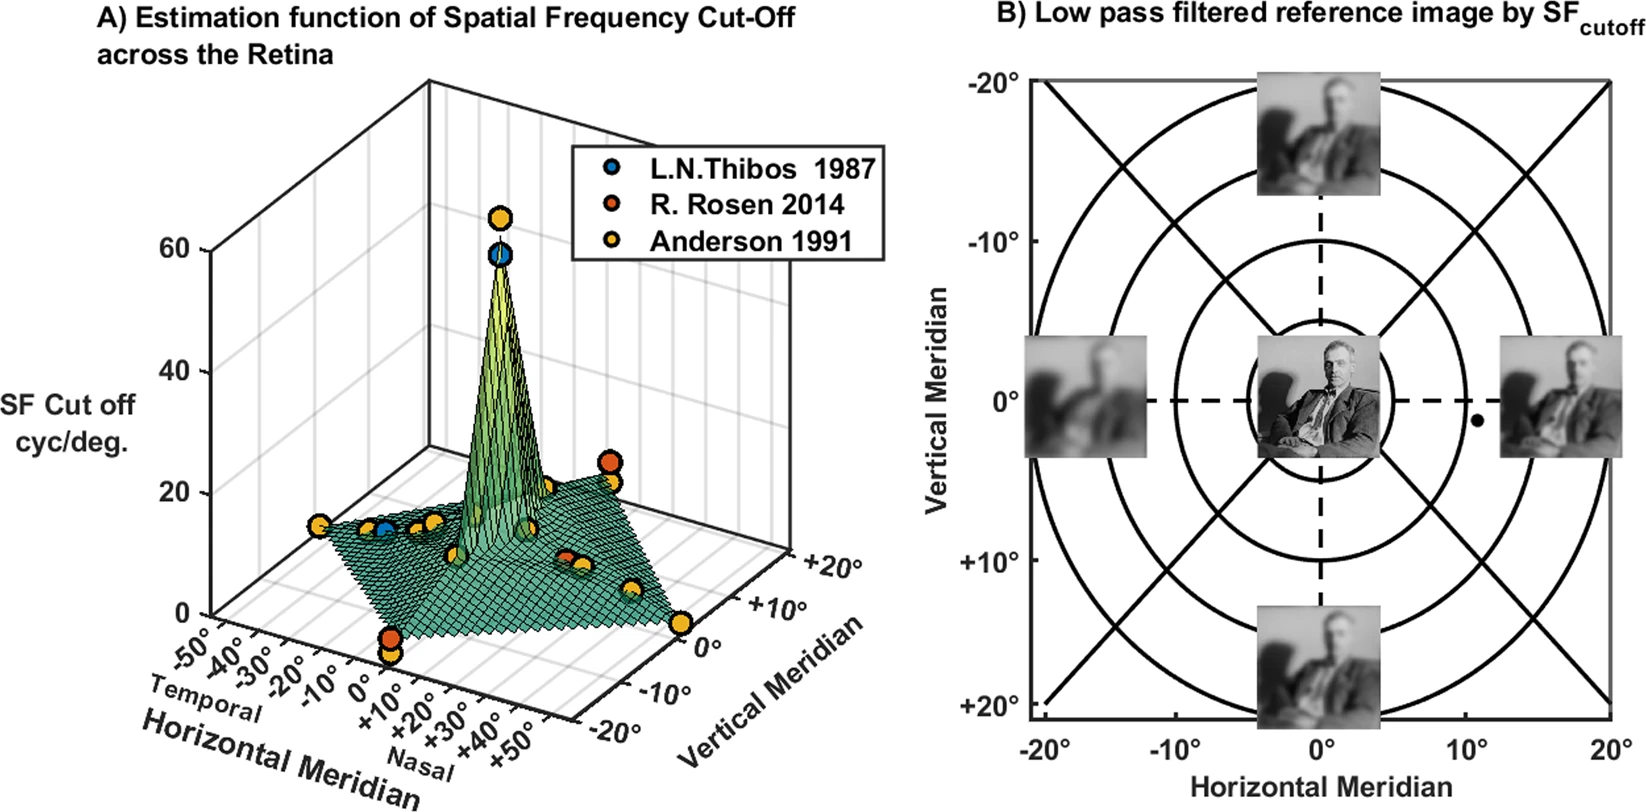 A) Estimation function of Spatial Frequency Cut-Off
across the Retina
L.N.Thibos 1987
R. Rosen 2014
Anderson 1991
60
40
SF Cut off
cyc/deg.
20
0
-50°
-40°
-30°
-20°
-10°
0°
+10°
+20°
+30°
+40°
+50°
Temporal
Nasal
Horizontal Meridian
+20°
+10°
0°
-10°
-20°
Vertical Meridian
B) Low pass filtered reference image by SFcutoff
-20°
-10°
0°
+10°
+20°
Vertical Meridian
-20°
-10°
0°
10°
20°
Horizontal Meridian